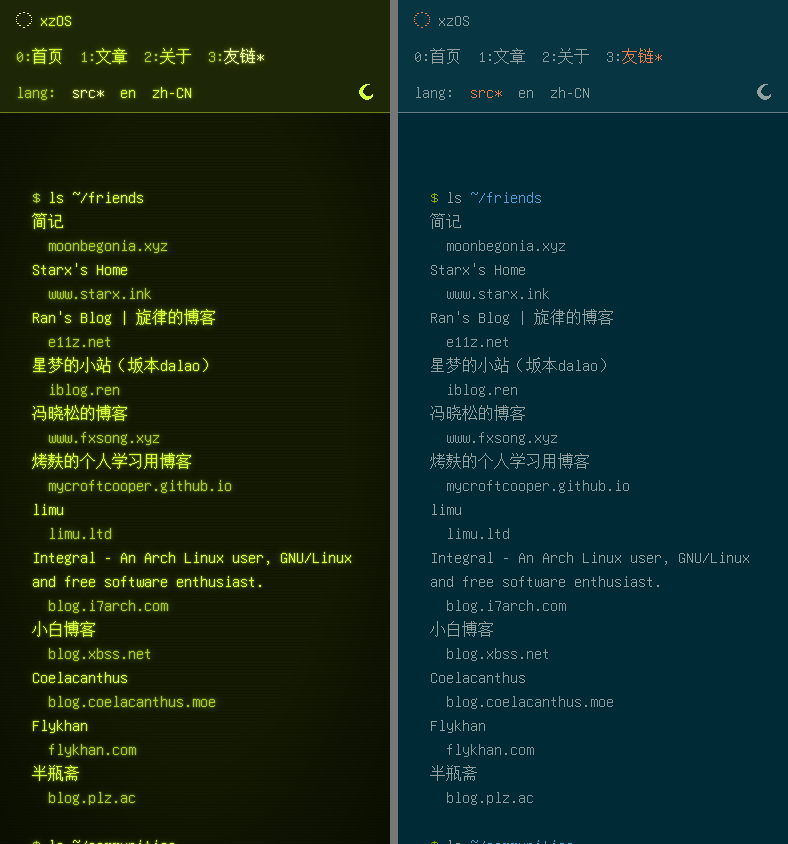 xzOS
0:首页 1:文章 2:关于 3:友链*
lang: src* en zh-CN
$ ls ~/friends
简记
moonbegonia.xyz
Starx's Home
www.starx.ink
Ran's Blog | 旋律的博客
e11z.net
星梦的小站（坂本dalao）
iblog.ren
冯晓松的博客
www.fxsong.xyz
烤麸的个人学习用博客
mycroftcooper.github.io
limu
limu.ltd
Integral - An Arch Linux user, GNU/Linux
and free software enthusiast.
blog.i7arch.com
小白博客
blog.xbss.net
Coelacanthus
blog.coelacanthus.moe
Flykhan
flykhan.com
半瓶斋
blog.plz.ac
$ ls ~/communities
xzOS
0:首页 1:文章 2:关于 3:友链*
lang: src* en zh-CN
$ ls ~/friends
简记
moonbegonia.xyz
Starx's Home
www.starx.ink
Ran's Blog | 旋律的博客
e11z.net
星梦的小站（坂本dalao）
iblog.ren
冯晓松的博客
www.fxsong.xyz
烤麸的个人学习用博客
mycroftcooper.github.io
limu
limu.ltd
Integral - An Arch Linux user, GNU/Linux
and free software enthusiast.
blog.i7arch.com
小白博客
blog.xbss.net
Coelacanthus
blog.coelacanthus.moe
Flykhan
flykhan.com
半瓶斋
blog.plz.ac
$ ls ~/communities